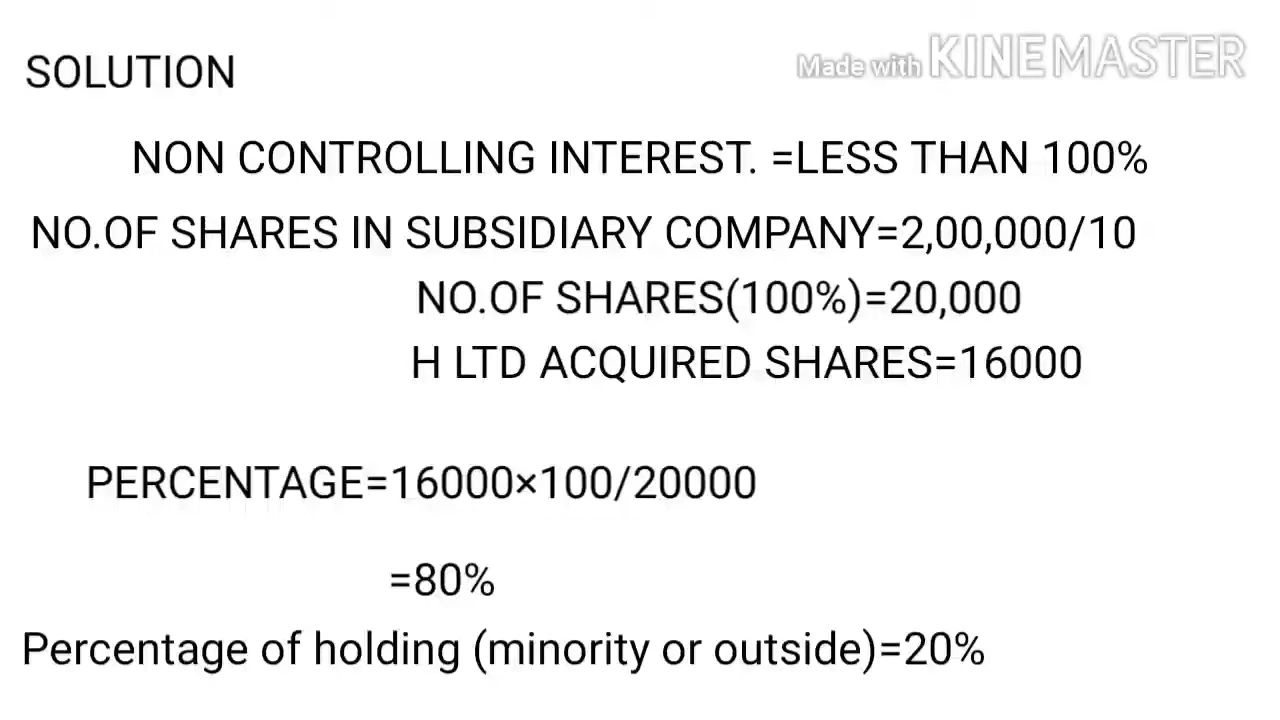 SOLUTION
Made with KINEMASTER
NON CONTROLLING INTEREST. =LESS THAN 100%
NO.OF SHARES IN SUBSIDIARY COMPANY=2,00,000/10
NO.OF SHARES(100%)=20,000
H LTD ACQUIRED SHARES=16000
PERCENTAGE=16000×100/20000
=80%
Percentage of holding (minority or outside)=20%